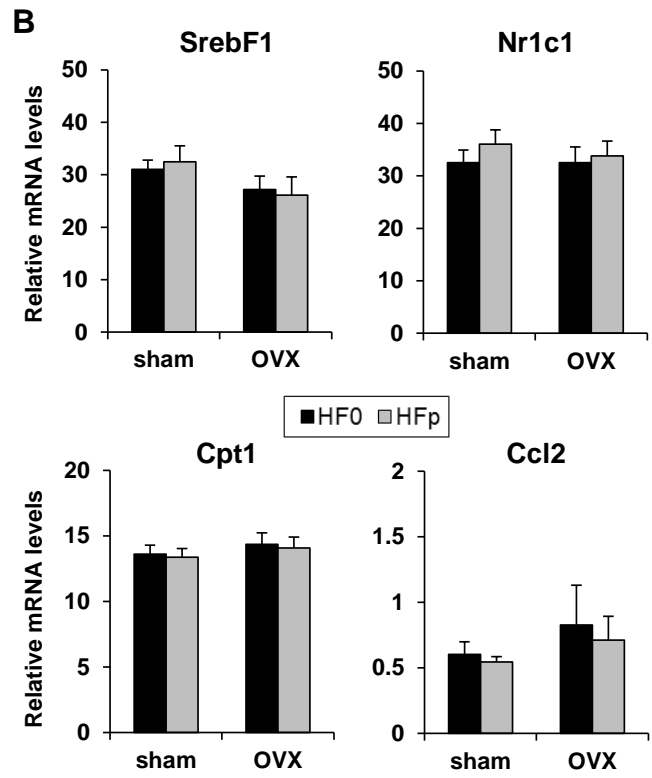 B
SrebF1
Nr1c1
Relative mRNA levels
50
40
30
20
10
0
sham
OVX
50
40
30
20
10
0
sham
OVX
HF0
HFp
Cpt1
Ccl2
Relative mRNA levels
20
15
10
5
0
sham
OVX
2
1.5
1
0.5
0
sham
OVX